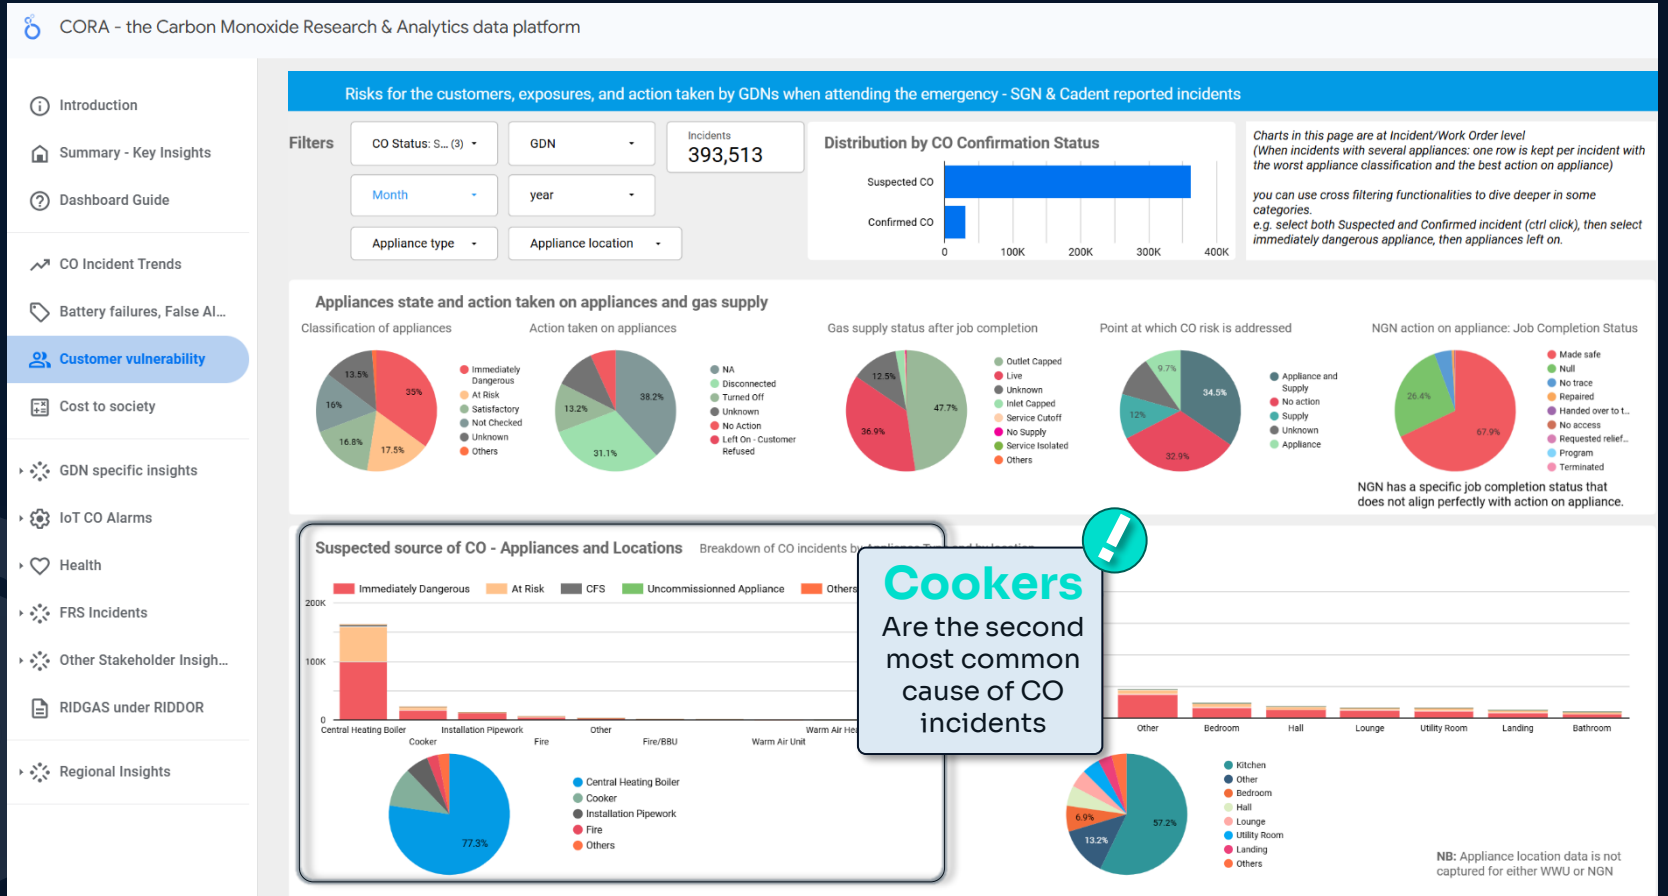 CORA - the Carbon Monoxide Research & Analytics data platform
Introduction
Summary - Key Insights
Dashboard Guide
CO Incident Trends
Battery failures, False Al...
Customer vulnerability
Cost to society
GDN specific insights
IoT CO Alarms
Health
FRS Incidents
Other Stakeholder Insigh...
RIDGAS under RIDDOR
Regional Insights
Risks for the customers, exposures, and action taken by GDNs when attending the emergency - SGN & Cadent reported incidents
Filters
CO Status: S... (3)
GDN
Month
year
Appliance type
Appliance location
Incidents
393,513
Distribution by CO Confirmation Status
Suspected CO
Confirmed CO
0 100K 200K 300K 400K
Charts in this page are at Incident/Work Order level
(When incidents with several appliances: one row is kept per incident with
the worst appliance classification and the best action on appliance)
you can use cross filtering functionalities to dive deeper in some
categories.
e.g. select both Suspected and Confirmed incident (ctrl click), then select
immediately dangerous appliance, then appliances left on.
Appliances state and action taken on appliances and gas supply
Classification of appliances
35%
17.5%
16.8%
16%
13.5%
Immediately
Dangerous
At Risk
Satisfactory
Not Checked
Unknown
Others
Action taken on appliances
38.2%
31.1%
13.2%
NA
Disconnected
Turned Off
Unknown
No Action
Left On - Customer
Refused
Gas supply status after job completion
47.7%
36.9%
12.5%
Outlet Capped
Live
Unknown
Inlet Capped
Service Cutoff
No Supply
Service Isolated
Others
Point at which CO risk is addressed
34.5%
32.9%
12%
9.7%
Appliance and
Supply
No action
Supply
Unknown
Appliance
NGN action on appliance: Job Completion Status
67.9%
26.4%
Made safe
Null
No trace
Repaired
Handed over to t...
No access
Requested relief...
Program
Terminated
NGN has a specific job completion status that
does not align perfectly with action on appliance.
Suspected source of CO - Appliances and Locations
Breakdown of CO incidents by
Immediately Dangerous At Risk CFS Uncommissionned Appliance Others
200K
100K
0
Central Heating Boiler
Cooker
Installation Pipework
Fire
Other
Fire/BBU
Warm Air Unit
Warm Air Hea
77.3%
Central Heating Boiler
Cooker
Installation Pipework
Fire
Others
!
Cookers
Are the second
most common
cause of CO
incidents
Other Bedroom Hall Lounge Utility Room Landing Bathroom
57.2%
13.2%
6.9%
Kitchen
Other
Bedroom
Hall
Lounge
Utility Room
Landing
Others
NB: Appliance location data is not
captured for either WWU or NGN